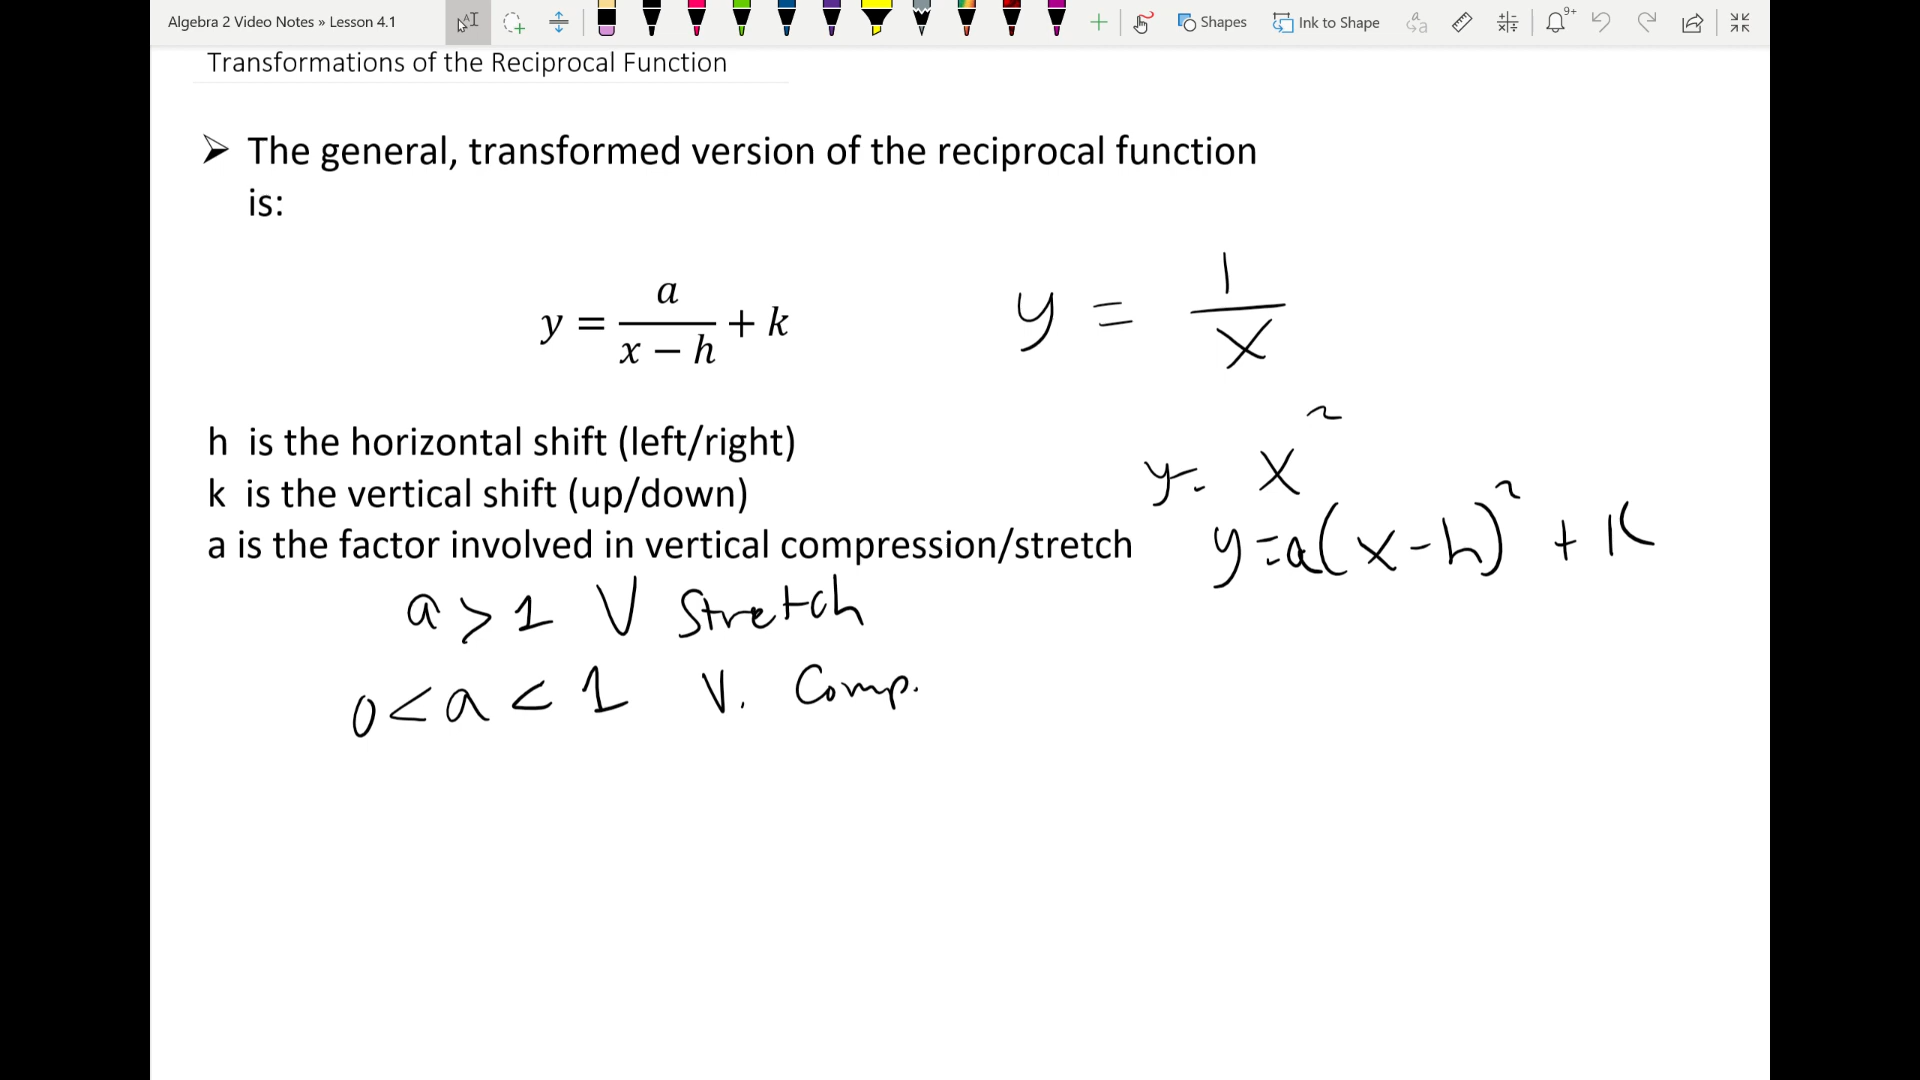 Algebra 2 Video Notes » Lesson 4.1
Shapes
Ink to Shape
9+
Transformations of the Reciprocal Function
➢ The general, transformed version of the reciprocal function
is:
y = a/(x − h) + k
y = 1/x
h is the horizontal shift (left/right)
k is the vertical shift (up/down)
a is the factor involved in vertical compression/stretch
y = x²
y=a(x-h)² + K
a > 1 V Stretch
0 < a < 1 V. Comp.